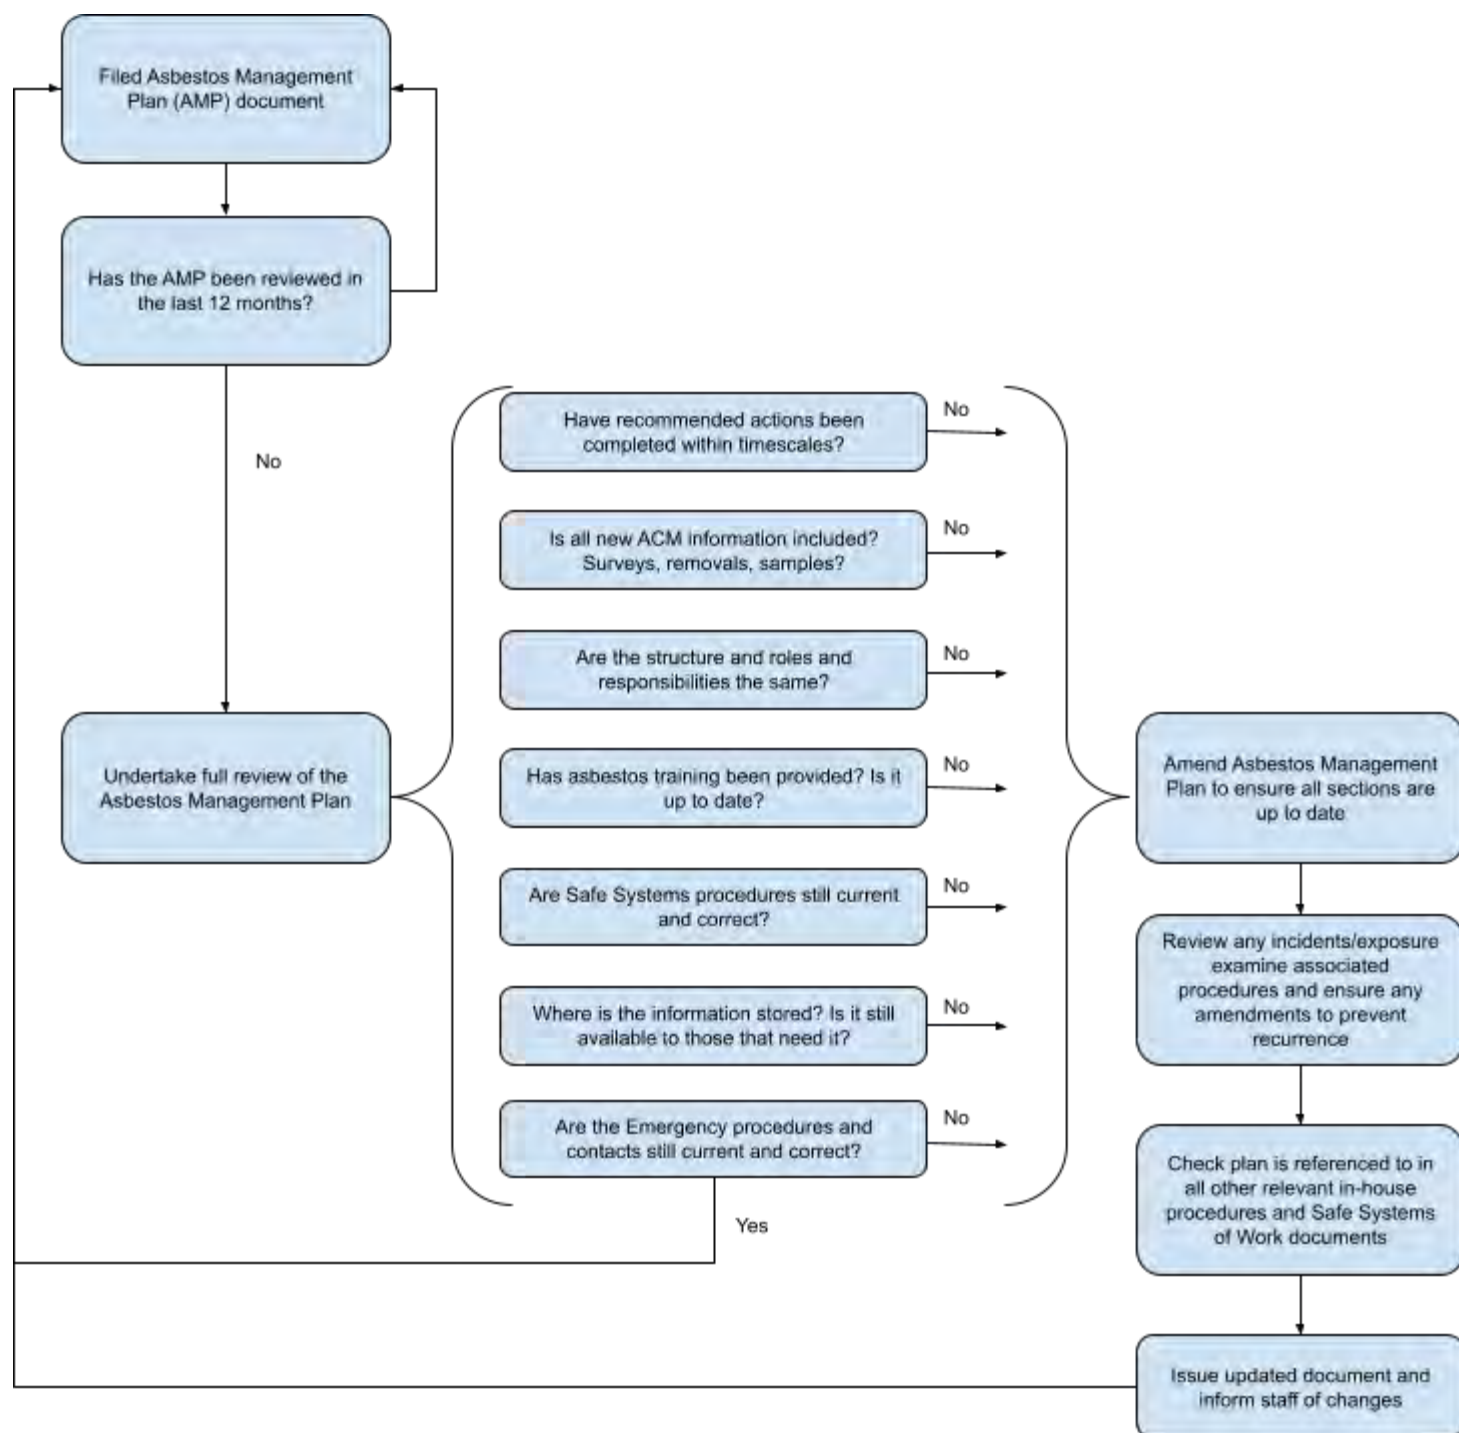 Filed Asbestos Management
Plan (AMP) document
Has the AMP been reviewed in
the last 12 months?
No
Undertake full review of the
Asbestos Management Plan
Have recommended actions been
completed within timescales?
No
Is all new ACM information included?
Surveys, removals, samples?
No
Are the structure and roles and
responsibilities the same?
No
Has asbestos training been provided? Is it
up to date?
No
Are Safe Systems procedures still current
and correct?
No
Where is the information stored? Is it still
available to those that need it?
No
Are the Emergency procedures and
contacts still current and correct?
No
Yes
Amend Asbestos Management
Plan to ensure all sections are
up to date
Review any incidents/exposure
examine associated
procedures and ensure any
amendments to prevent
recurrence
Check plan is referenced to in
all other relevant in-house
procedures and Safe Systems
of Work documents
Issue updated document and
inform staff of changes